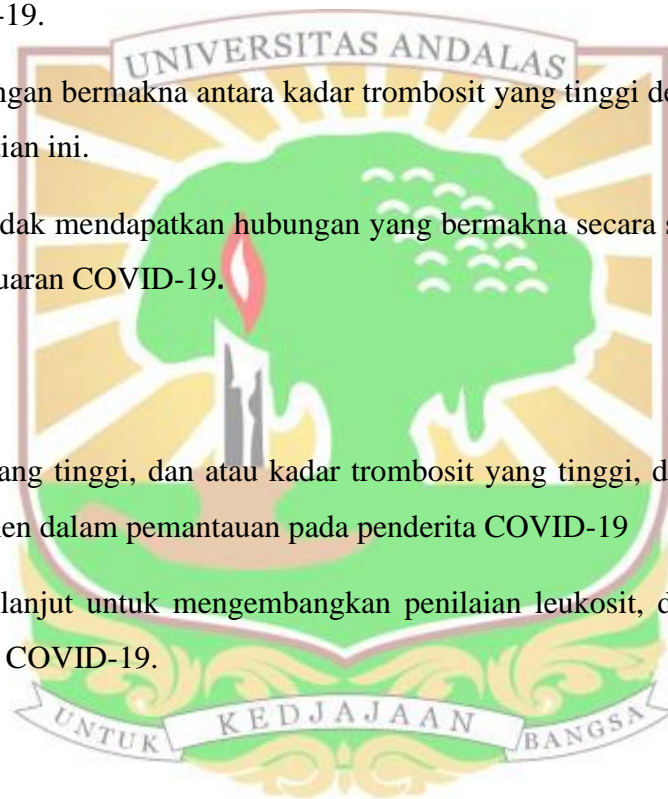 -19.
UNIVERSITAS ANDALAS
ngan bermakna antara kadar trombosit yang tinggi de
ian ini.
dak mendapatkan hubungan yang bermakna secara s
uaran COVID-19.
ang tinggi, dan atau kadar trombosit yang tinggi, d
en dalam pemantauan pada penderita COVID-19
lanjut untuk mengembangkan penilaian leukosit, d
COVID-19.
UNTUK KEDJAJAAN BANGSA